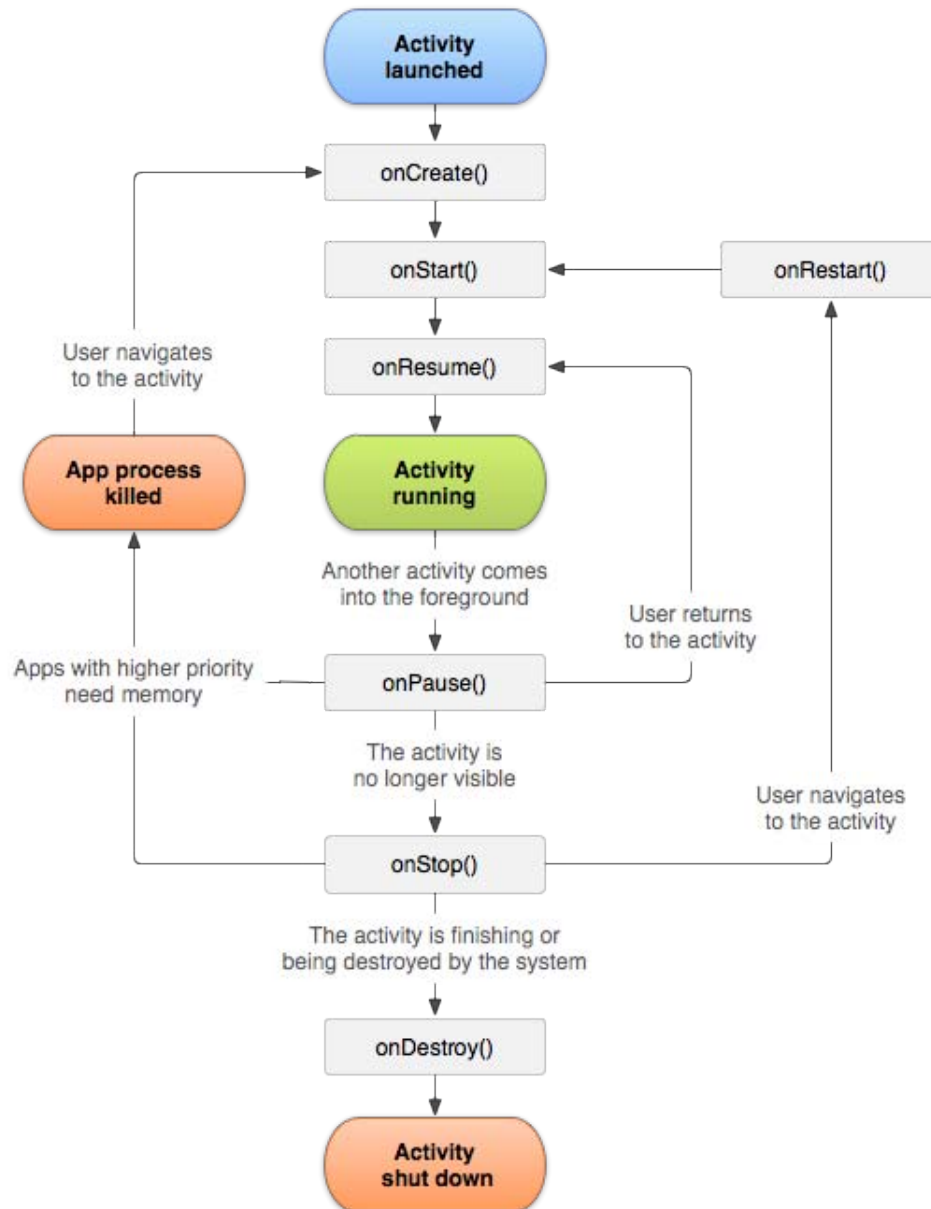 Activity
launched
onCreate()
onStart()
onRestart()
User navigates
to the activity
onResume()
App process
killed
Activity
running
Another activity comes
into the foreground
User returns
to the activity
Apps with higher priority
need memory
onPause()
The activity is
no longer visible
User navigates
to the activity
onStop()
The activity is finishing or
being destroyed by the system
onDestroy()
Activity
shut down